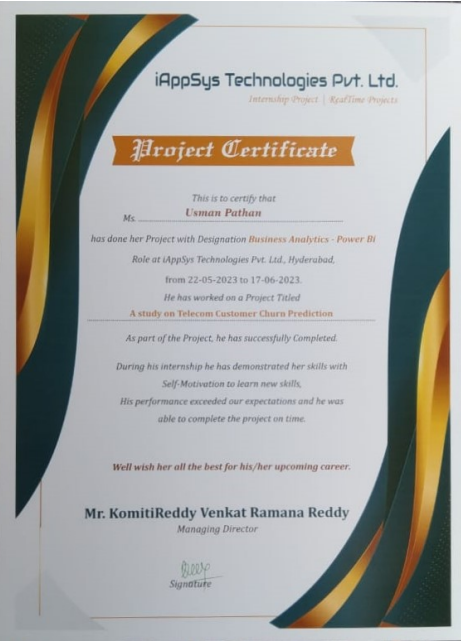 iAppSys Technologies Pvt. Ltd.
Internship Project | RealTime Projects
Project Certificate
This is to certify that
Ms. Usman Pathan
has done her Project with Designation Business Analytics - Power Bi
Role at iAppSys Technologies Pvt. Ltd., Hyderabad,
from 22-05-2023 to 17-06-2023.
He has worked on a Project Titled
A study on Telecom Customer Churn Prediction
As part of the Project, he has successfully Completed.
During his internship he has demonstrated her skills with
Self-Motivation to learn new skills,
His performance exceeded our expectations and he was
able to complete the project on time.
Well wish her all the best for his/her upcoming career.
Mr. KomitiReddy Venkat Ramana Reddy
Managing Director
Signature